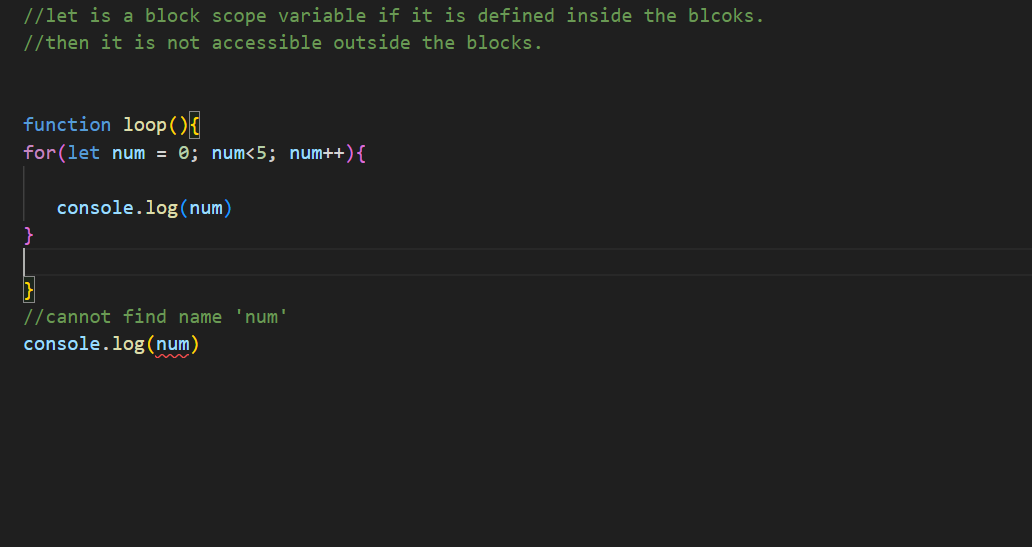 //let is a block scope variable if it is defined inside the blcoks.
//then it is not accessible outside the blocks.
function loop(){
for(let num = 0; num<5; num++){
console.log(num)
}
}
//cannot find name 'num'
console.log(num)